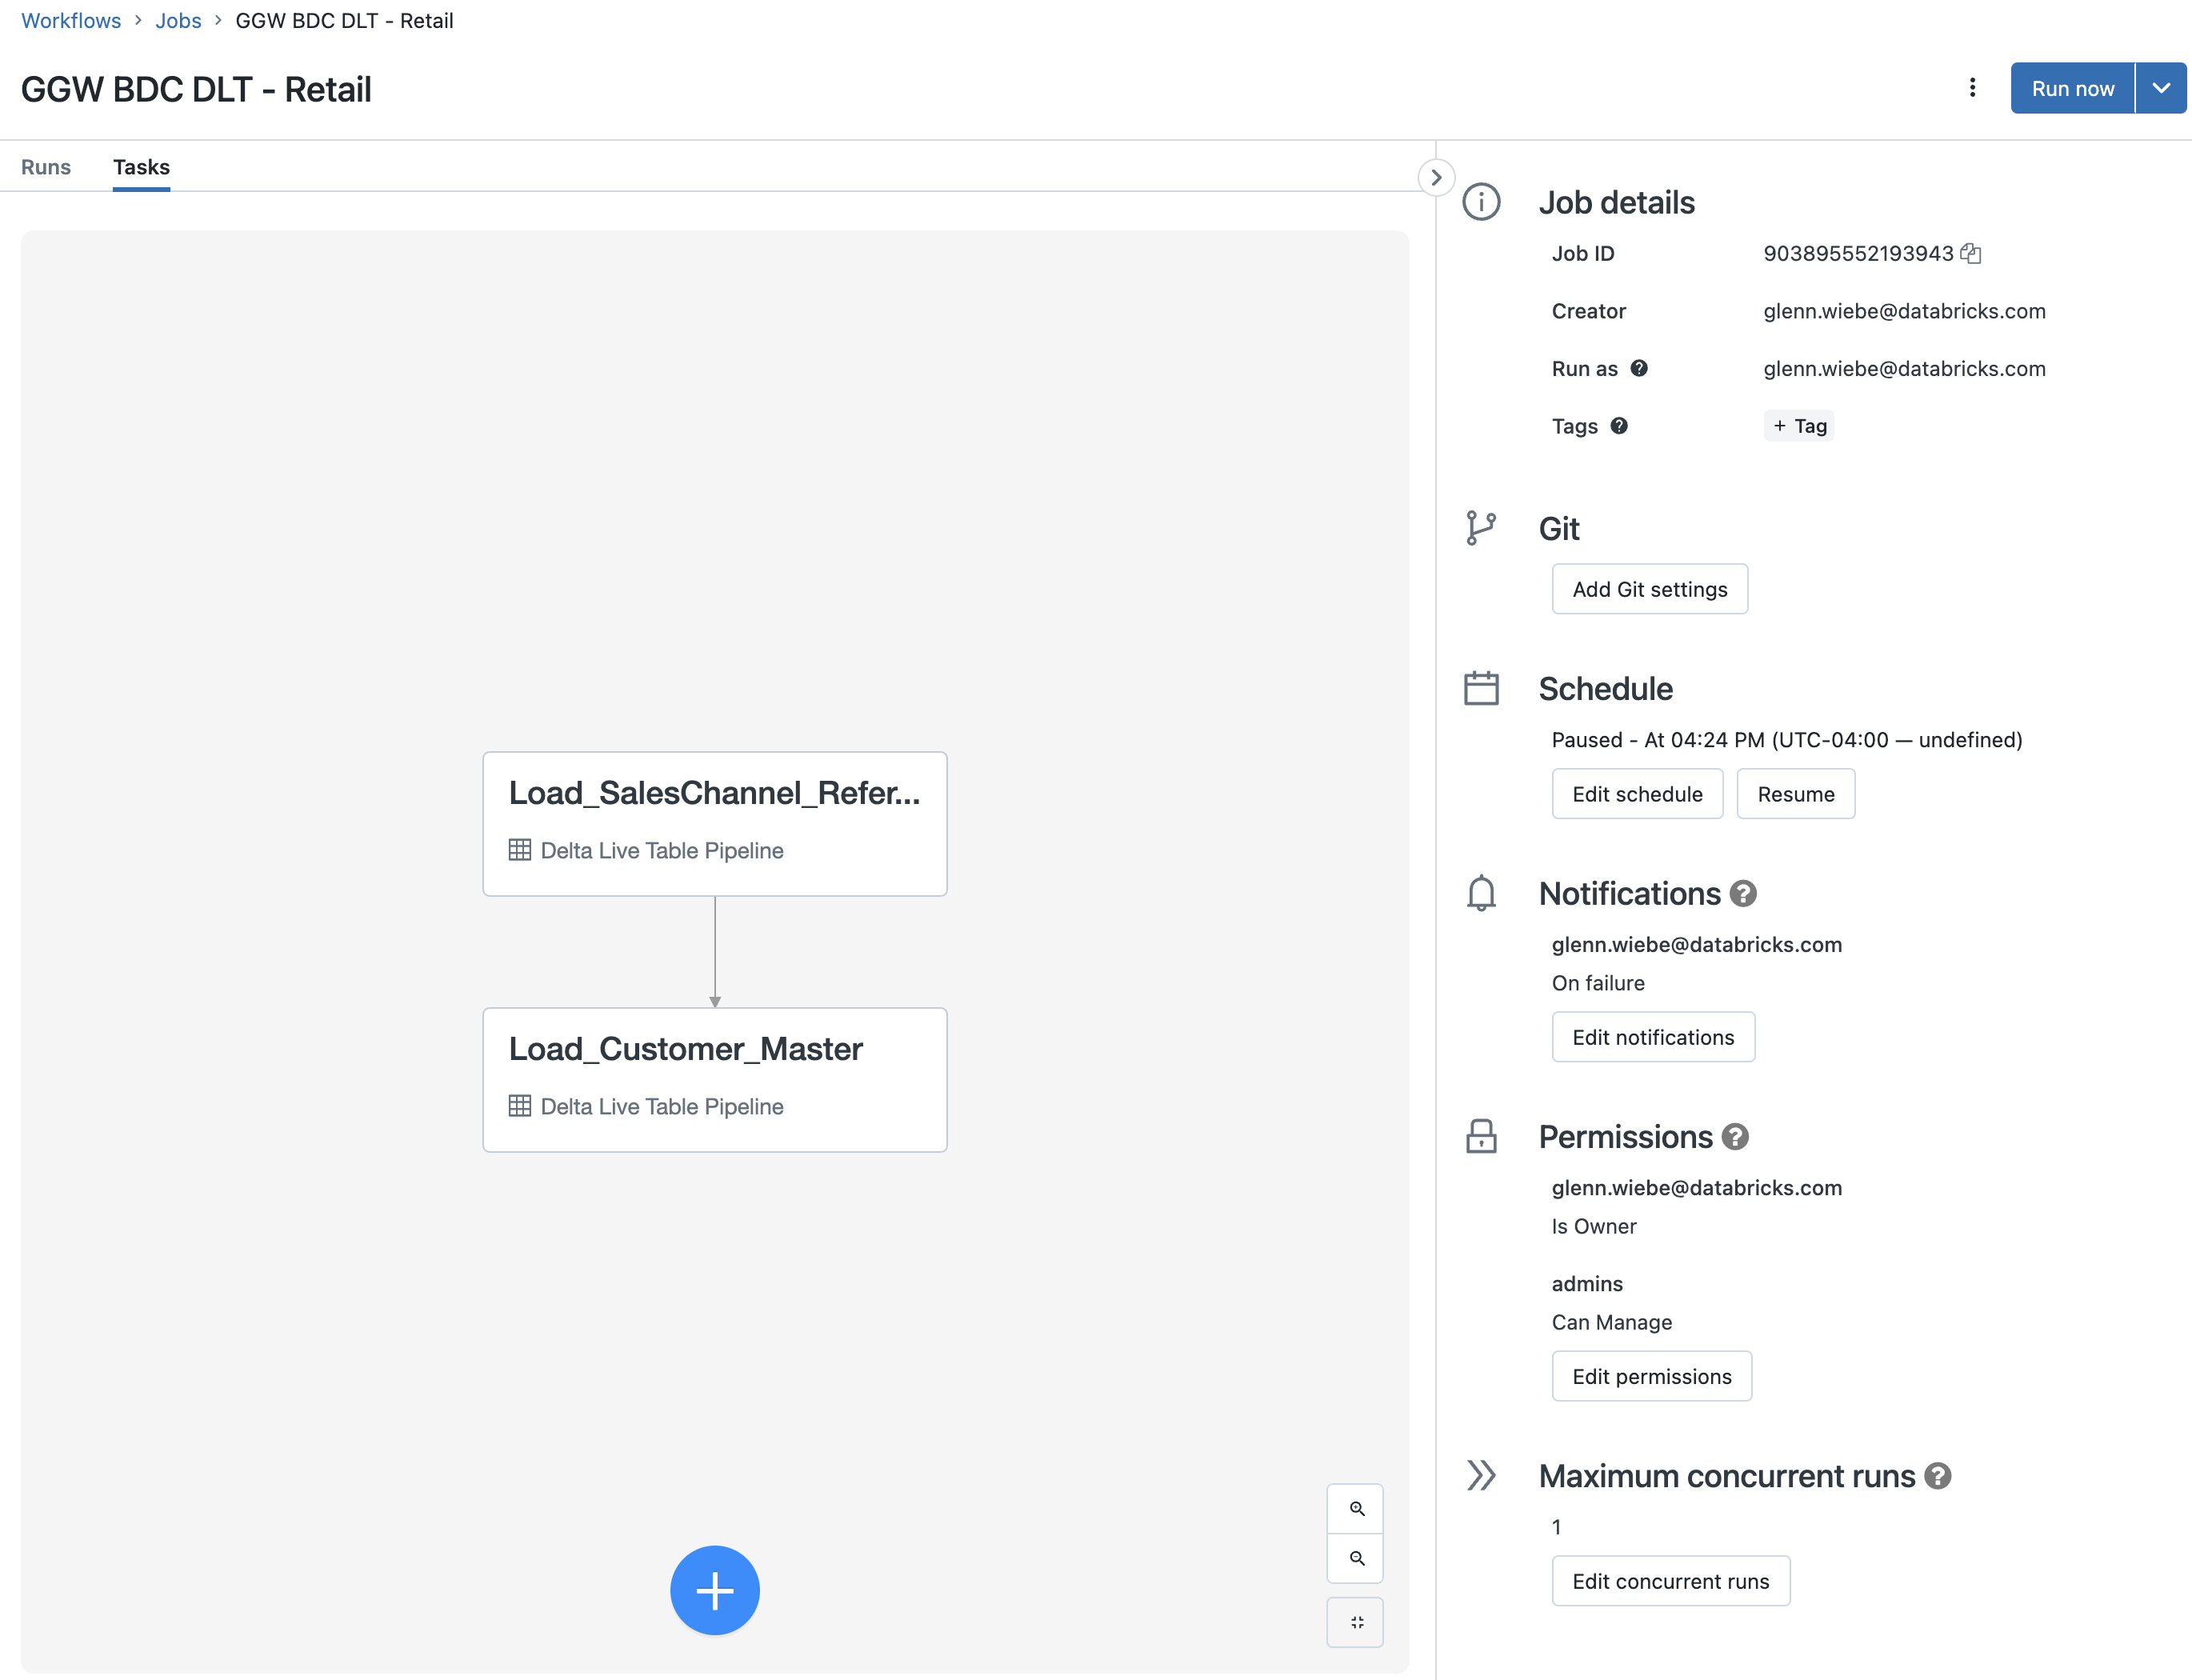 Workflows > Jobs > GGW BDC DLT - Retail
GGW BDC DLT - Retail
Run now
Runs
Tasks
Load_SalesChannel_Refer...
Delta Live Table Pipeline
Load_Customer_Master
Delta Live Table Pipeline
Job details
Job ID 903895552193943
Creator glenn.wiebe@databricks.com
Run as glenn.wiebe@databricks.com
Tags + Tag
Git
Add Git settings
Schedule
Paused - At 04:24 PM (UTC-04:00 — undefined)
Edit schedule Resume
Notifications
glenn.wiebe@databricks.com
On failure
Edit notifications
Permissions
glenn.wiebe@databricks.com
Is Owner
admins
Can Manage
Edit permissions
Maximum concurrent runs
1
Edit concurrent runs